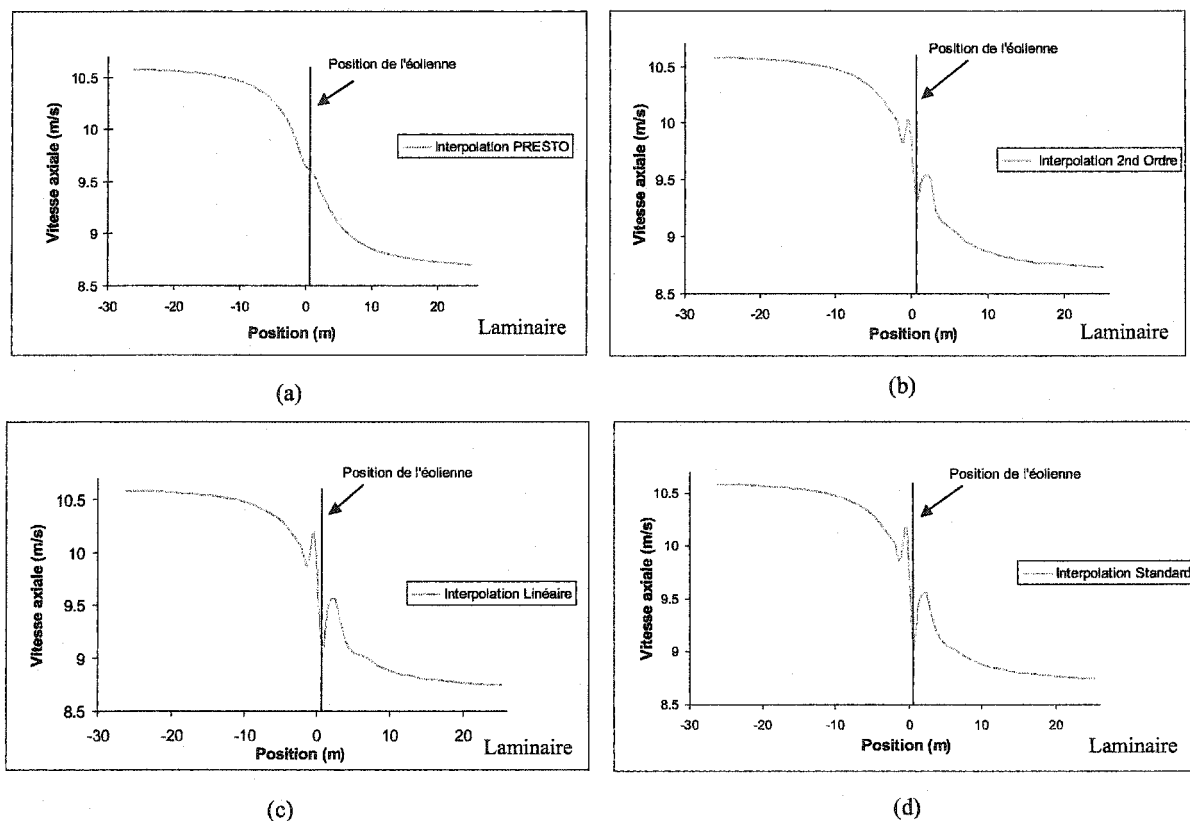 Position de l'éolienne
10.5
10
9.5
9
8.5
Vitesse axiale (m/s)
Interpolation PRESTO
-30
-20
-10
0
10
20
Position (m)
Laminaire
(a)
Position de l'éolienne
10.5
10
9.5
9
8.5
Vitesse axiale (m/s)
Interpolation 2nd Ordre
-30
-20
-10
0
10
20
Position (m)
Laminaire
(b)
Position de l'éolienne
10.5
10
9.5
9
8.5
Vitesse axiale (m/s)
Interpolation Linéaire
-30
-20
-10
0
10
20
Position (m)
Laminaire
(c)
Position de l'éolienne
10.5
10
9.5
9
8.5
Vitesse axiale (m/s)
Interpolation Standard
-30
-20
-10
0
10
20
Position (m)
Laminaire
(d)